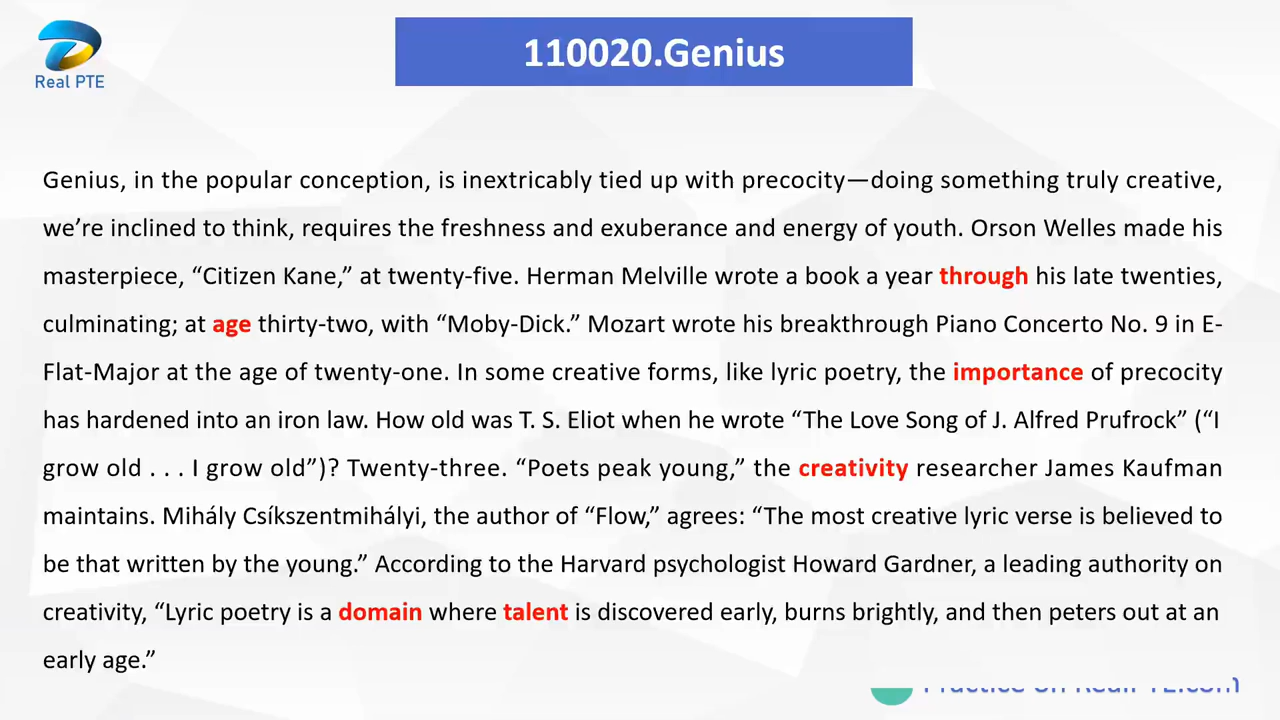 Real PTE
110020.Genius
Genius, in the popular conception, is inextricably tied up with precocity—doing something truly creative,
we’re inclined to think, requires the freshness and exuberance and energy of youth. Orson Welles made his
masterpiece, “Citizen Kane,” at twenty-five. Herman Melville wrote a book a year through his late twenties,
culminating; at age thirty-two, with “Moby-Dick.” Mozart wrote his breakthrough Piano Concerto No. 9 in E-
Flat-Major at the age of twenty-one. In some creative forms, like lyric poetry, the importance of precocity
has hardened into an iron law. How old was T. S. Eliot when he wrote “The Love Song of J. Alfred Prufrock” (“I
grow old . . . I grow old”)? Twenty-three. “Poets peak young,” the creativity researcher James Kaufman
maintains. Mihály Csíkszentmihályi, the author of “Flow,” agrees: “The most creative lyric verse is believed to
be that written by the young.” According to the Harvard psychologist Howard Gardner, a leading authority on
creativity, “Lyric poetry is a domain where talent is discovered early, burns brightly, and then peters out at an
early age.”
Practice on RealPTE.com